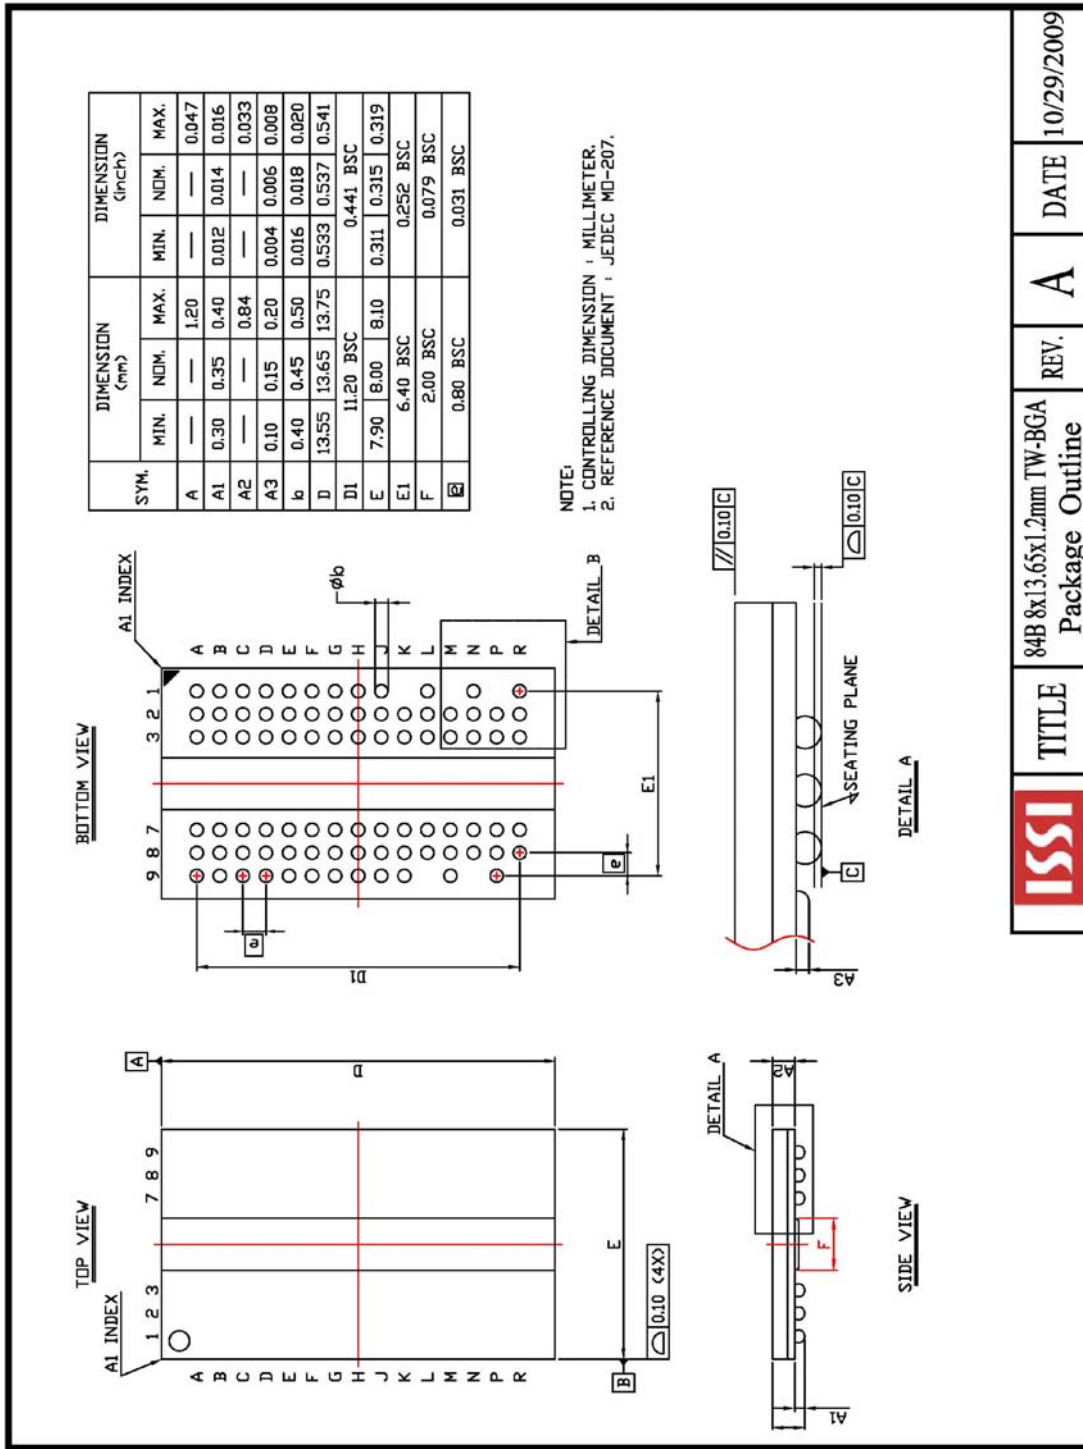 TOP VIEW
A1 INDEX
1 2 3 7 8 9
A
B
C
D
E
F
G
H
J
K
L
M
N
P
R
A
D
E
B
0.10 (4X)
BOTTOM VIEW
A1 INDEX
9 8 7 3 2 1
A
B
C
D
E
F
G
H
J
K
L
M
N
P
R
Øb
D1
e
e
E1
DETAIL B
SYM. DIMENSION (mm) DIMENSION (inch)
MIN. NOM. MAX. MIN. NOM. MAX.
A — — 1.20 — — 0.047
A1 0.30 0.35 0.40 0.012 0.014 0.016
A2 — — 0.84 — — 0.033
A3 0.10 0.15 0.20 0.004 0.006 0.008
b 0.40 0.45 0.50 0.016 0.018 0.020
D 13.55 13.65 13.75 0.533 0.537 0.541
D1 11.20 BSC 0.441 BSC
E 7.90 8.00 8.10 0.311 0.315 0.319
E1 6.40 BSC 0.252 BSC
F 2.00 BSC 0.079 BSC
e 0.80 BSC 0.031 BSC
NOTE:
1. CONTROLLING DIMENSION : MILLIMETER.
2. REFERENCE DOCUMENT : JEDEC MO-207.
SIDE VIEW
DETAIL A
A1
A2
F
// 0.10 C
0.10 C
SEATING PLANE
C
A3
DETAIL A
ISSI
TITLE
84B 8x13.65x1.2mm TW-BGA
Package Outline
REV.
A
DATE
10/29/2009